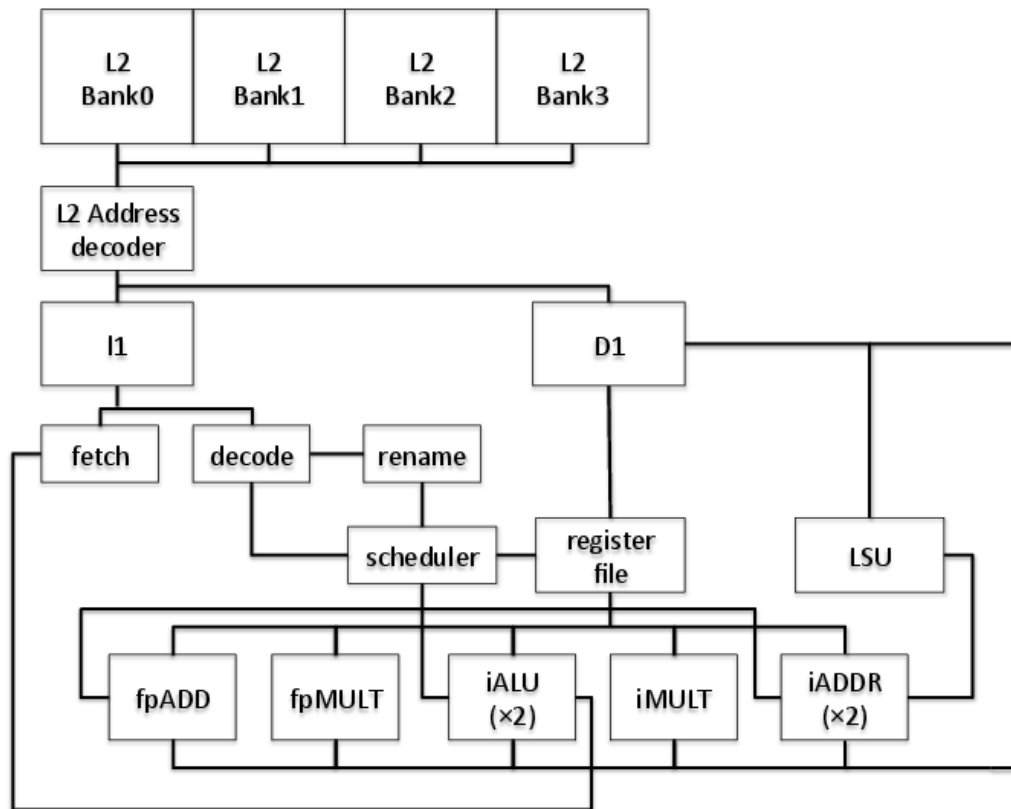 L2
Bank0
L2
Bank1
L2
Bank2
L2
Bank3
L2 Address
decoder
I1
D1
fetch
decode
rename
scheduler
register
file
LSU
fpADD
fpMULT
iALU
(×2)
iMULT
iADDR
(×2)